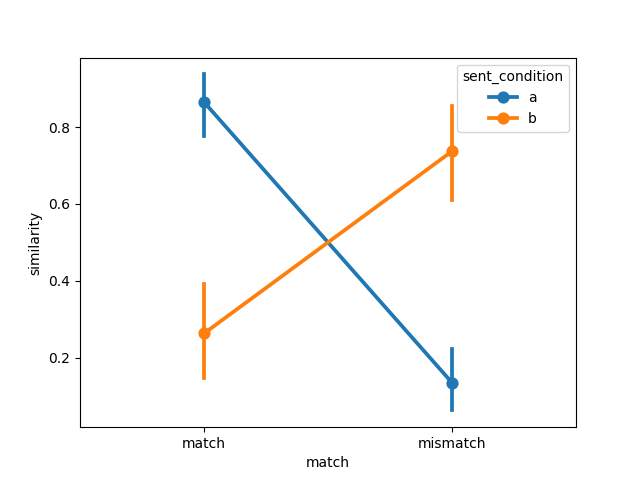 sent_condition
a
b
0.8
0.6
0.4
0.2
similarity
match
mismatch
match